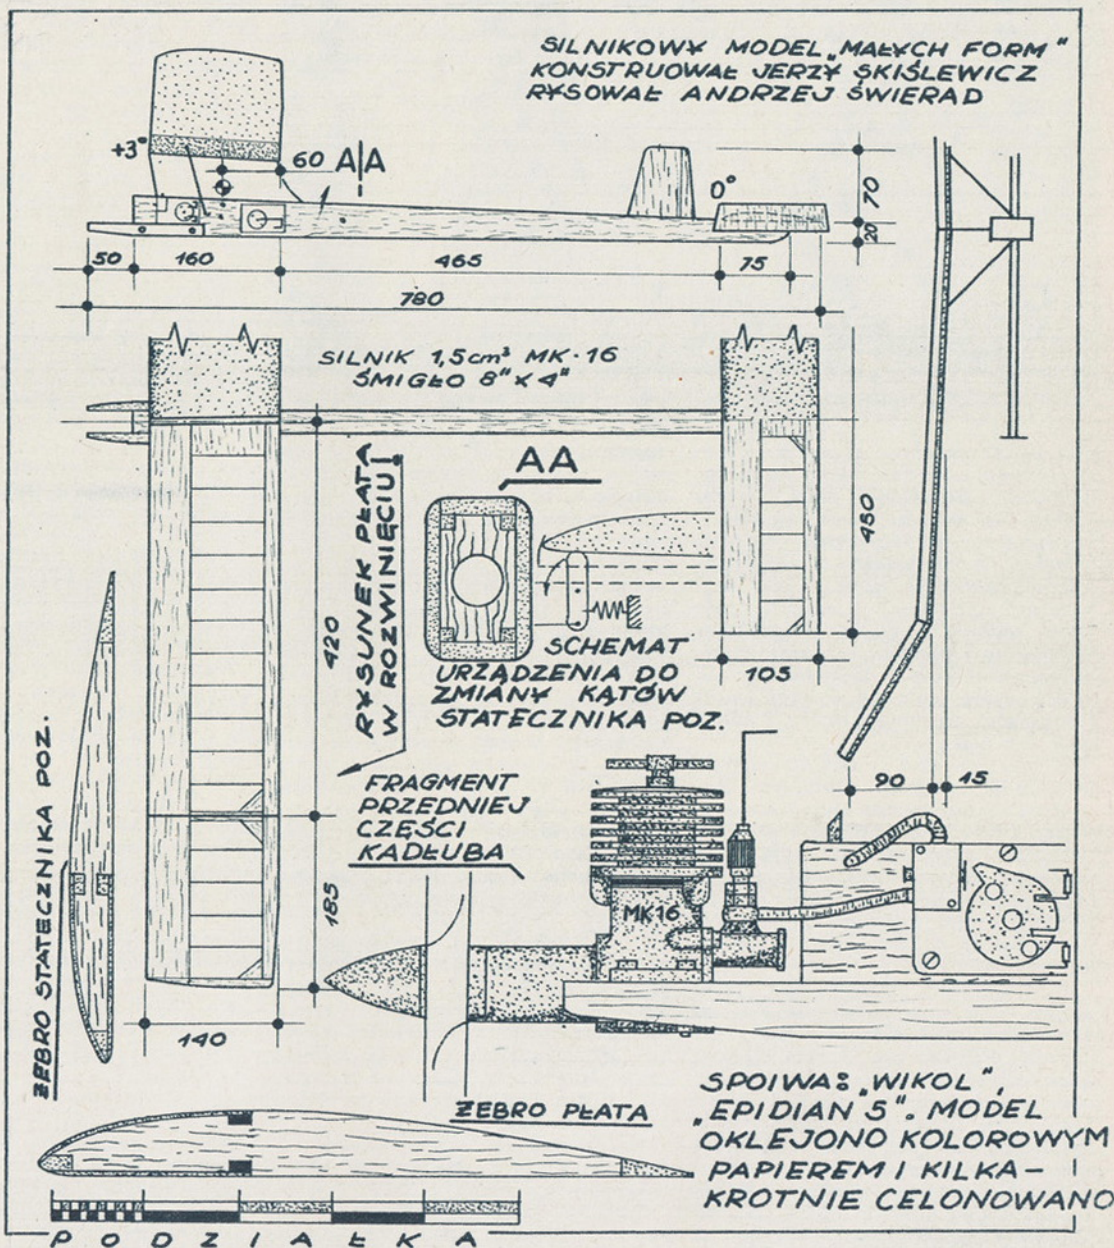 SILNIKOWY MODEL „MAŁYCH FORM"
KONSTRUOWAŁ JERZY SKIŚLEWICZ
RYSOWAŁ ANDRZEJ ŚWIERAD
+3°
60
A|A
0°
70
20
50
160
465
75
780
SILNIK 1,5cm³ MK-16
ŚMIGŁO 8" X 4"
RYSUNEK PŁATA
W ROZWINIĘCIU!
AA
420
450
SCHEMAT
URZĄDZENIA DO
ZMIANY KĄTÓW
STATECZNIKA POZ.
105
ŻEBRO STATECZNIKA POZ.
FRAGMENT
PRZEDNIEJ
CZĘŚCI
KADŁUBA
90
45
185
MK16
140
ŻEBRO PŁATA
SPOIWA: „WIKOL",
„EPIDIAN 5". MODEL
OKLEJONO KOLOROWYM
PAPIEREM I KILKA-
KROTNIE CELONOWANO
PODZIAŁKA